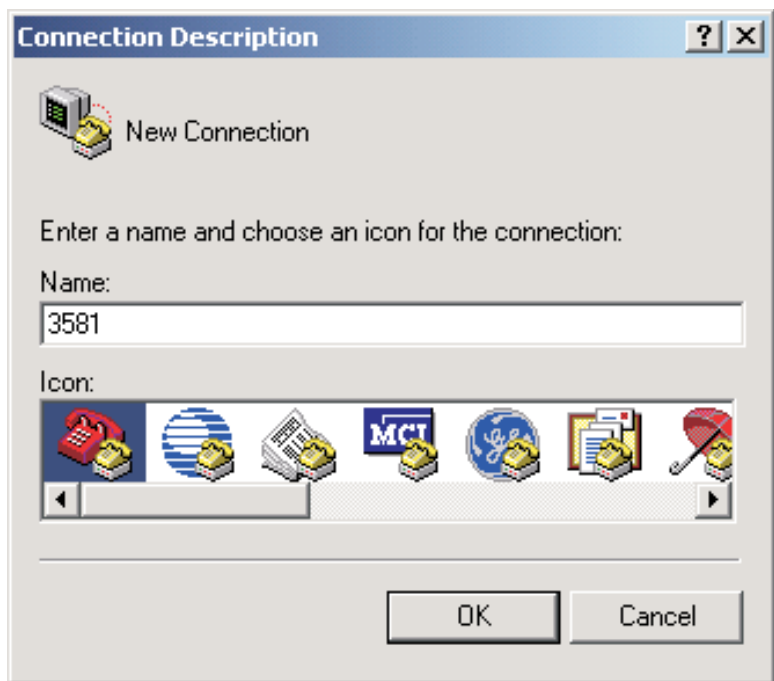 Connection Description
New Connection
Enter a name and choose an icon for the connection:
Name:
3581
Icon:
MCI
OK Cancel